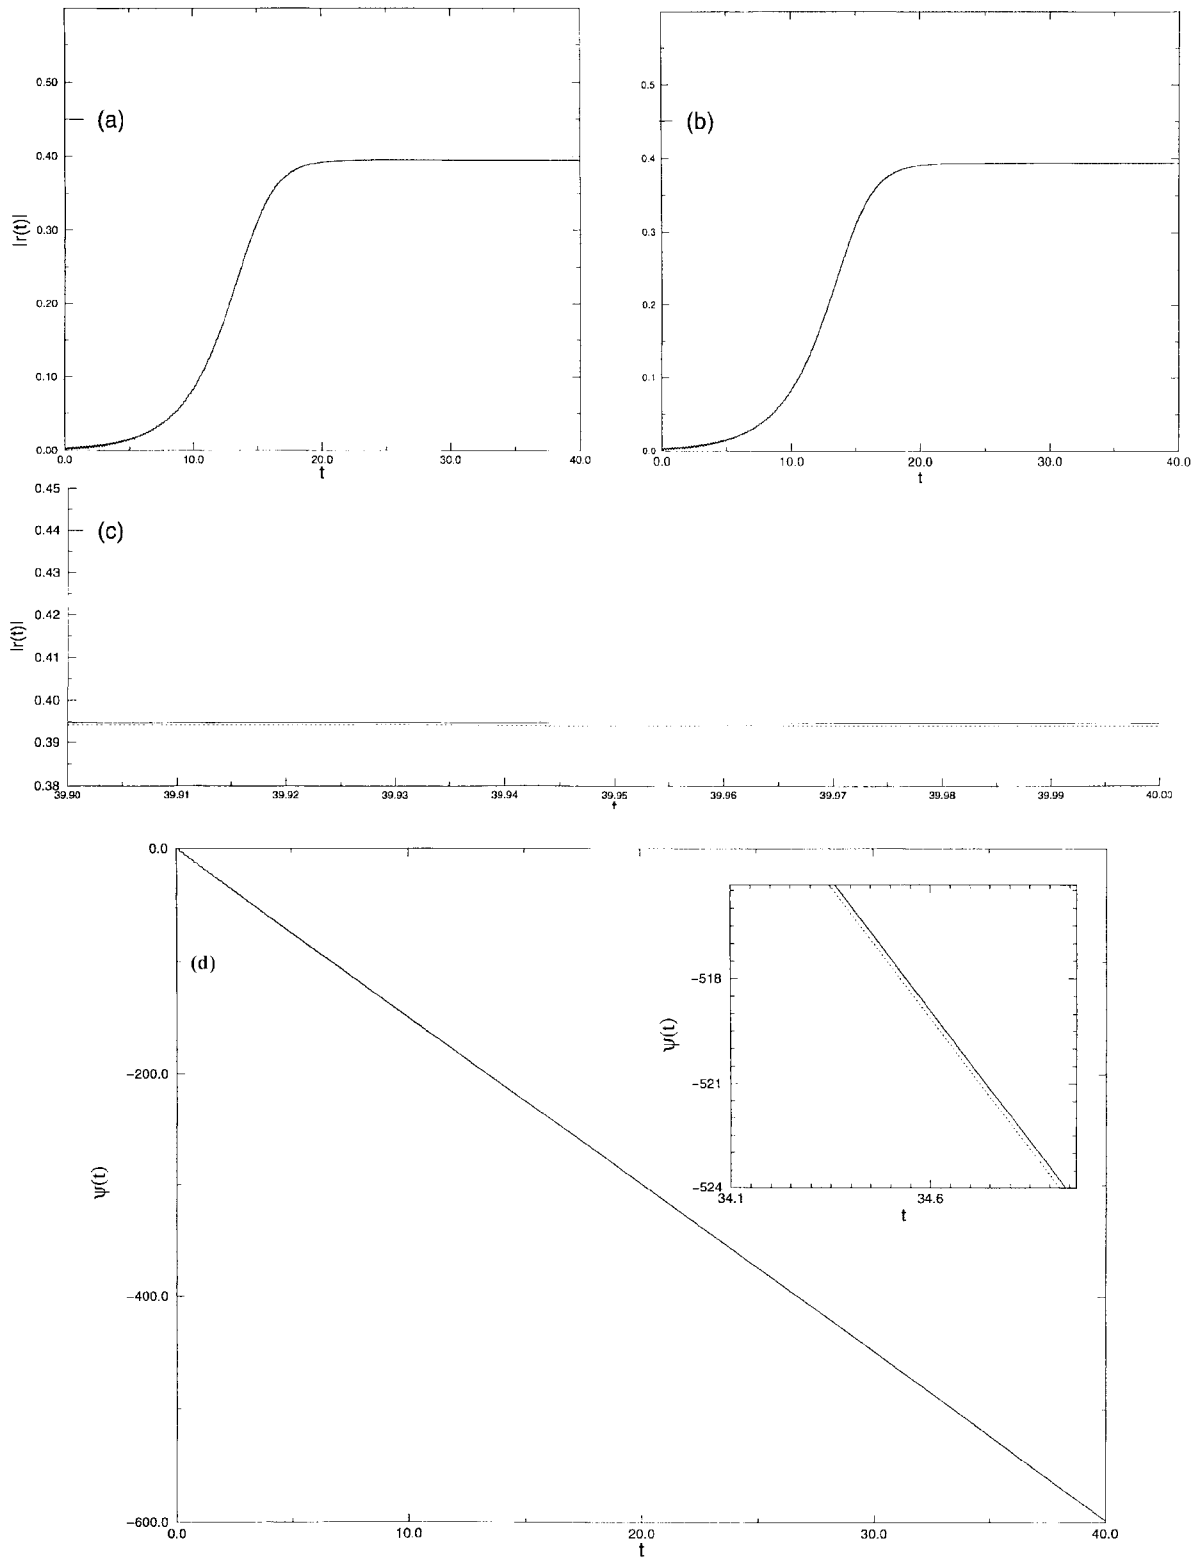 0.50
(a)
0.40
|r(t)|
0.30
0.20
0.10
0.00
0.0 10.0 20.0 30.0 40.0
t
0.5
(b)
0.4
0.3
0.2
0.1
0.0
0.0 10.0 20.0 30.0 40.0
t
0.45
0.44 (c)
0.43
0.42
|r(t)|
0.41
0.40
0.39
0.38
39.90 39.91 39.92 39.93 39.94 39.95 39.96 39.97 39.98 39.99 40.00
t
0.0
(d)
−200.0
ψ(t)
−400.0
−600.0
0.0 10.0 20.0 30.0 40.0
t
−518
ψ(t)
−521
−524
34.1 34.6
t